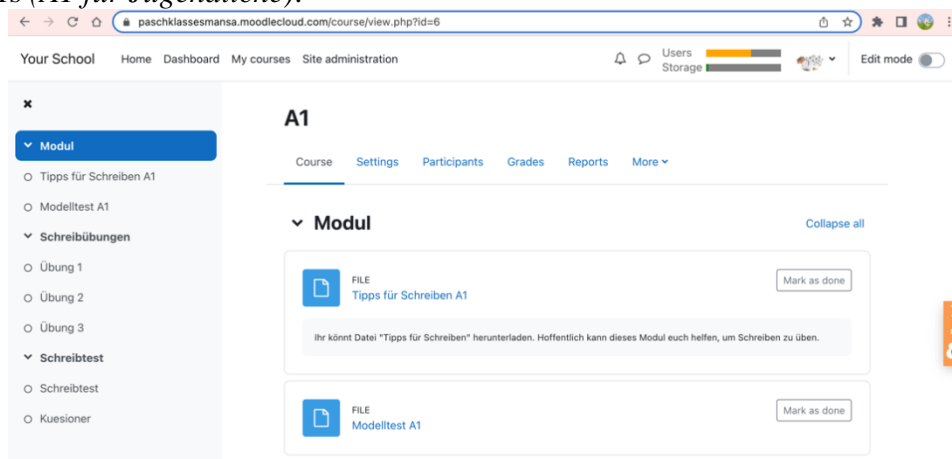 (A1 für Jugendliche).
paschklassesmansa.moodlecloud.com/course/view.php?id=6
Your School Home Dashboard My courses Site administration Users Storage Edit mode
Modul
Tipps für Schreiben A1
Modelltest A1
Schreibübungen
Übung 1
Übung 2
Übung 3
Schreibtest
Schreibtest
Kuesioner
A1
Course Settings Participants Grades Reports More
Modul Collapse all
FILE
Tipps für Schreiben A1
Mark as done
Ihr könnt Datei "Tipps für Schreiben" herunterladen. Hoffentlich kann dieses Modul euch helfen, um Schreiben zu üben.
FILE
Modelltest A1
Mark as done